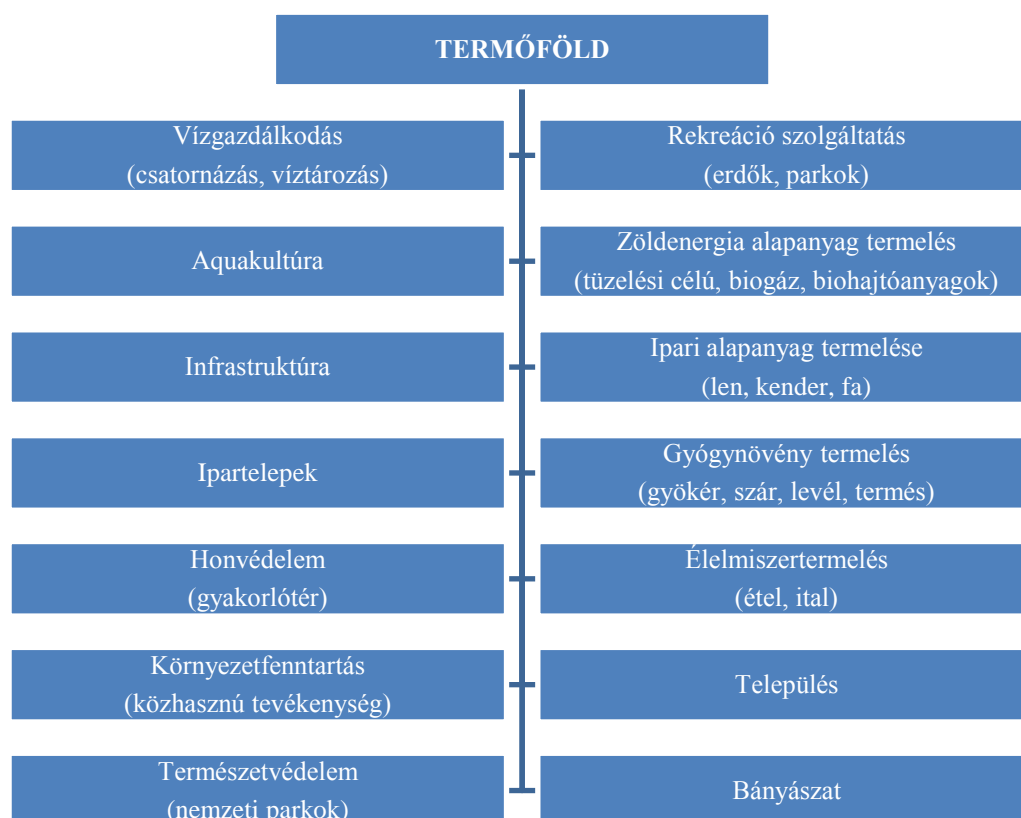 TERMŐFÖLD
Vízgazdálkodás
(csatornázás, víztározás)
Rekreáció szolgáltatás
(erdők, parkok)
Aquakultúra
Zöldenergia alapanyag termelés
(tüzelési célú, biogáz, biohajtóanyagok)
Infrastruktúra
Ipari alapanyag termelése
(len, kender, fa)
Ipartelepek
Gyógynövény termelés
(gyökér, szár, levél, termés)
Honvédelem
(gyakorlótér)
Élelmiszertermelés
(étel, ital)
Környezetfenntartás
(közhasznú tevékenység)
Település
Természetvédelem
(nemzeti parkok)
Bányászat